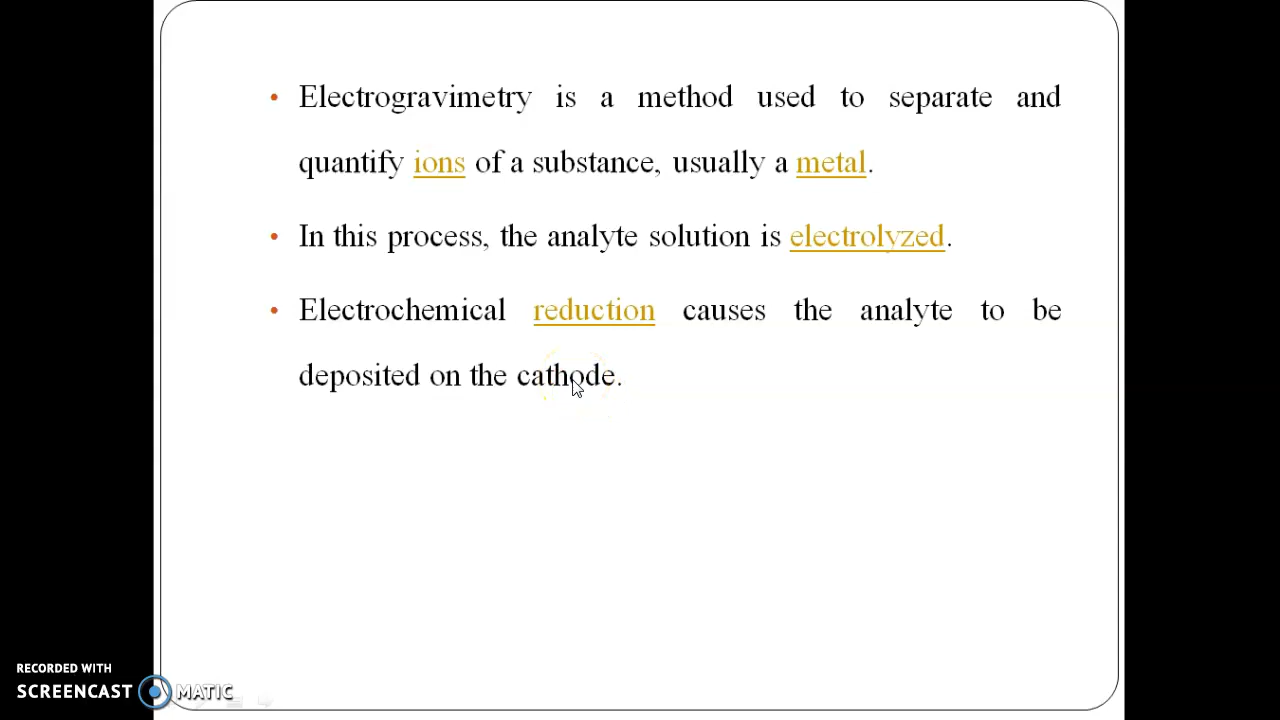 • Electrogravimetry is a method used to separate and
quantify ions of a substance, usually a metal.
• In this process, the analyte solution is electrolyzed.
• Electrochemical reduction causes the analyte to be
deposited on the cathode.
RECORDED WITH
SCREENCAST MATIC